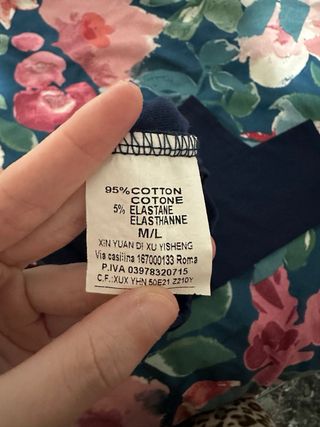 95%COTTON
COTONE
5% ELASTANE
ELASTHANNE
M/L
XIN YUAN DI XU YISHENG
Via casilina 167000133 Roma
P.IVA 03978320715
C.F.:XUX YHN 50E21 Z210Y